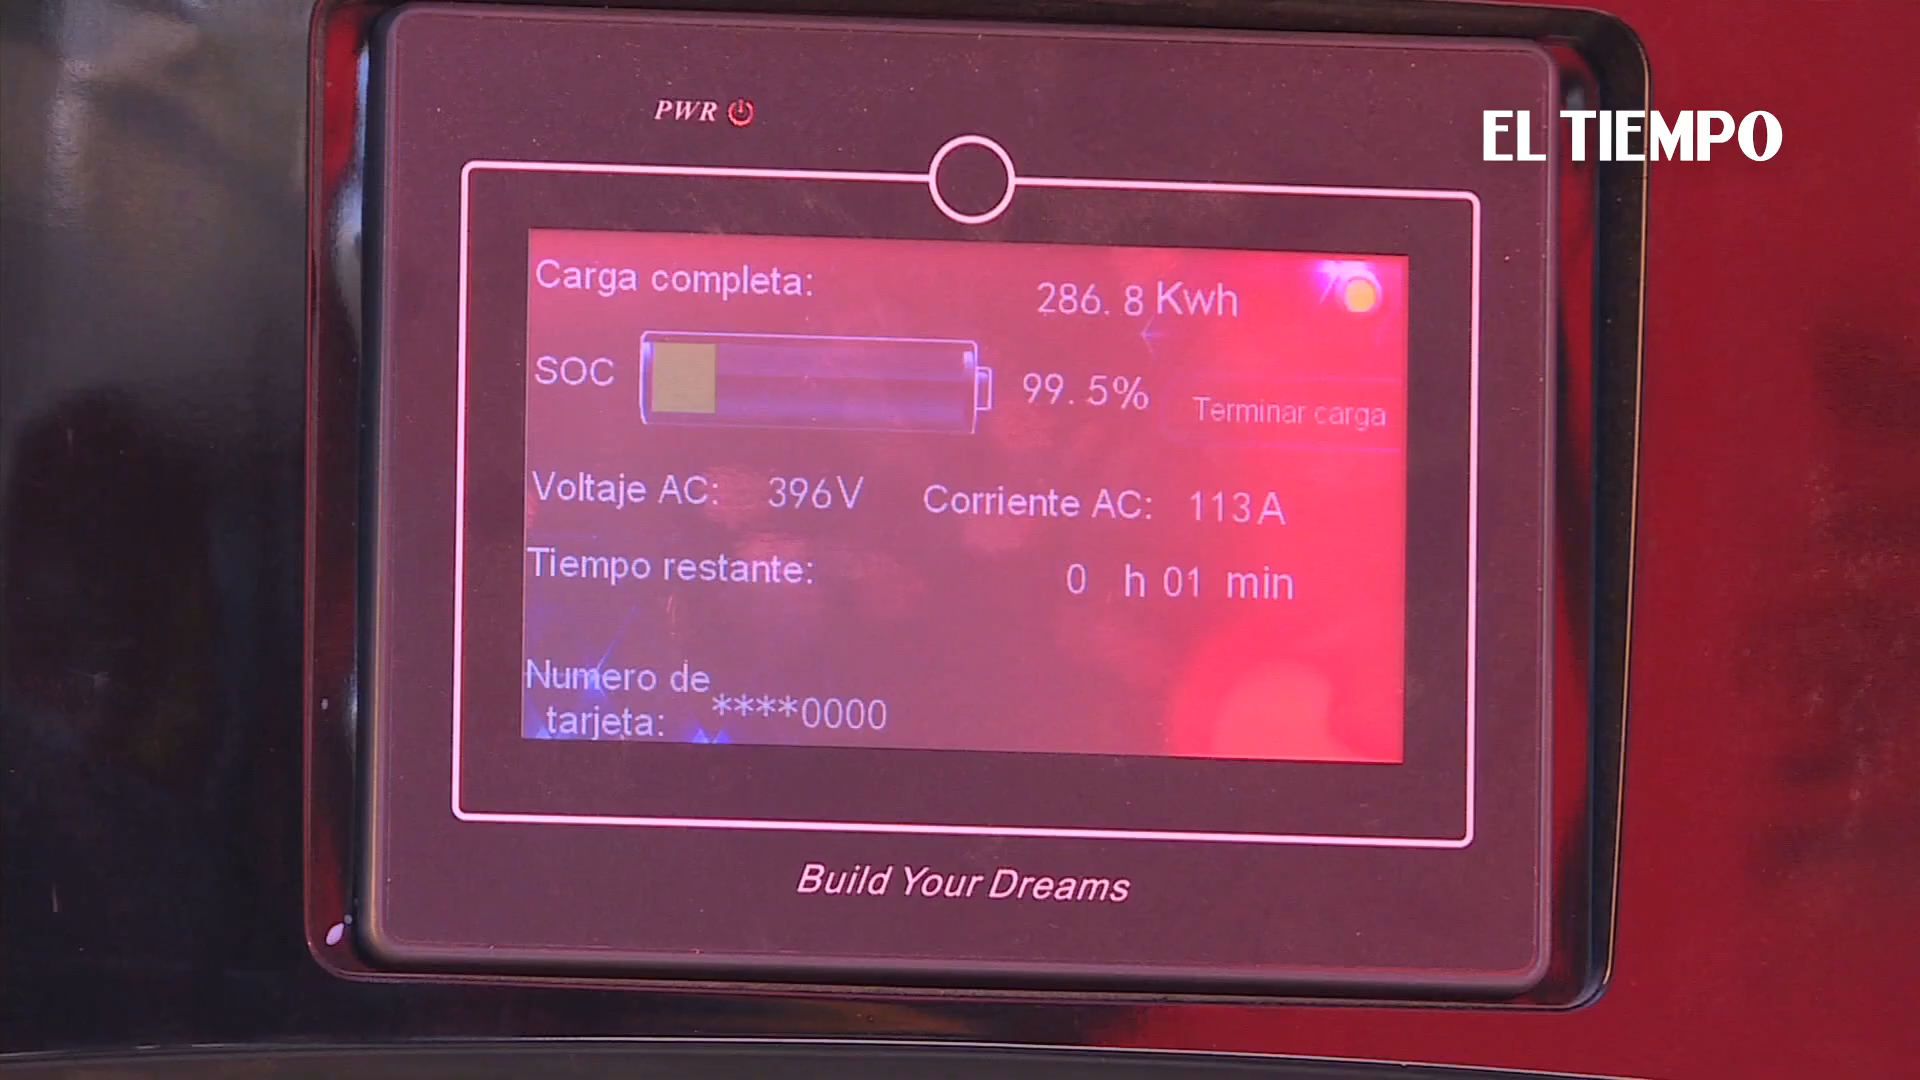 PWR
EL TIEMPO
Carga completa: 286.8 Kwh
SOC 99.5%
Terminar carga
Voltaje AC: 396V Corriente AC: 113A
Tiempo restante: 0 h 01 min
Numero de
tarjeta: ****0000
Build Your Dreams